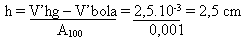 h = V'hg – V'bola = 2,5.10⁻³ = 2,5 cm
A₁₀₀ 0,001